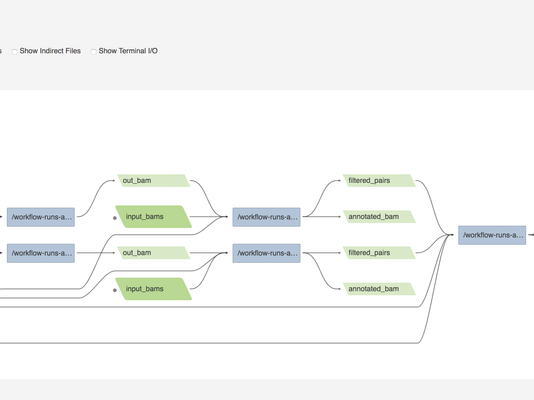 s Show Indirect Files Show Terminal I/O
out_bam filtered_pairs
/workflow-runs-a... input_bams /workflow-runs-a... annotated_bam
/workflow-runs-a...
/workflow-runs-a... out_bam /workflow-runs-a... filtered_pairs
input_bams annotated_bam